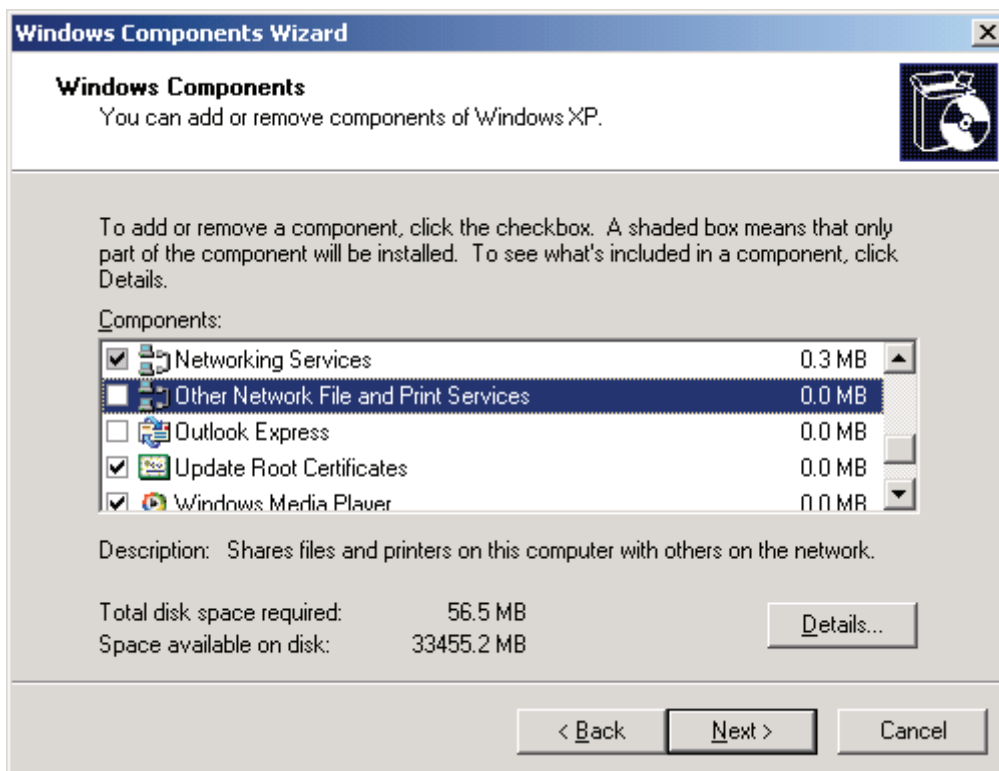 Windows Components Wizard
Windows Components
You can add or remove components of Windows XP.
To add or remove a component, click the checkbox. A shaded box means that only
part of the component will be installed. To see what's included in a component, click
Details.
Components:
Networking Services 0.3 MB
Other Network File and Print Services 0.0 MB
Outlook Express 0.0 MB
Update Root Certificates 0.0 MB
Windows Media Player 0.0 MB
Description: Shares files and printers on this computer with others on the network.
Total disk space required: 56.5 MB
Space available on disk: 33455.2 MB
Details...
< Back Next > Cancel